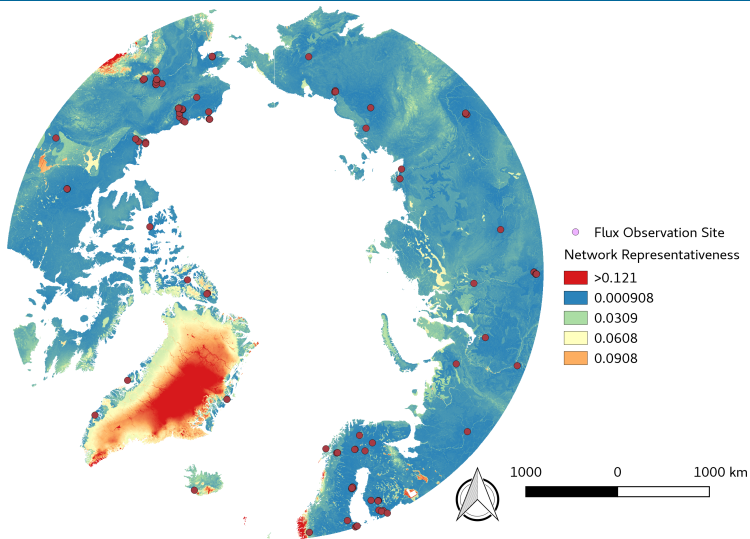 Flux Observation Site
Network Representativeness
>0.121
0.000908
0.0309
0.0608
0.0908
1000 0 1000 km